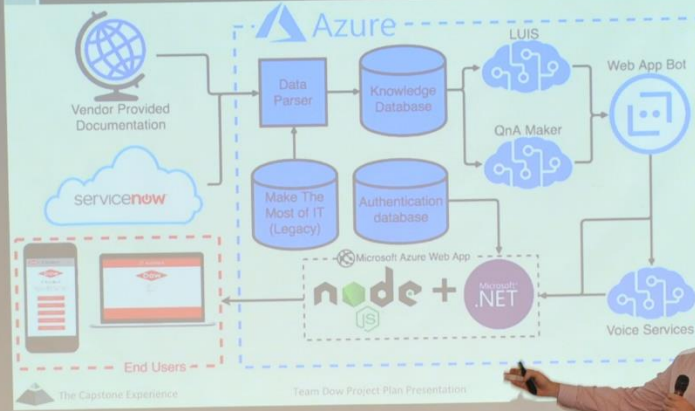 Azure
Vendor Provided
Documentation
servicenow
Data
Parser
Knowledge
Database
LUIS
QnA Maker
Web App Bot
Make The
Most of IT
(Legacy)
Authentication
database
Microsoft Azure Web App
node
JS
+
Microsoft
.NET
Voice Services
End Users
The Capstone Experience
Team Dow Project Plan Presentation